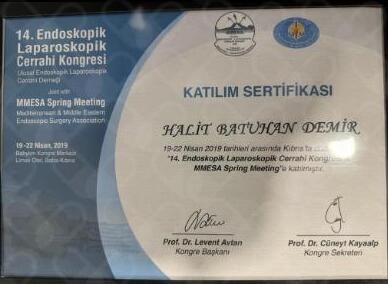 14. Endoskopik
Laparoskopik
Cerrahi Kongresi
Ulusal Endoskopik Laparoskopik
Cerrahi Derneği
Joint with
MMESA Spring Meeting
Mediterranean & Middle Eastern
Endoscopic Surgery Association
19-22 Nisan, 2019
Kongre Merkezi
KATILIM SERTİFİKASI
HALİT BATUHAN DEMİR
19-22 Nisan 2019 tarihleri arasında Kıbrıs'ta
"14. Endoskopik Laparoskopik Cerrahi Kongresi
MMESA Spring Meeting"e katılmıştır.
Prof. Dr. Levent Avtan
Kongre Başkanı
Prof. Dr. Cüneyt Kayaalp
Kongre Sekreteri